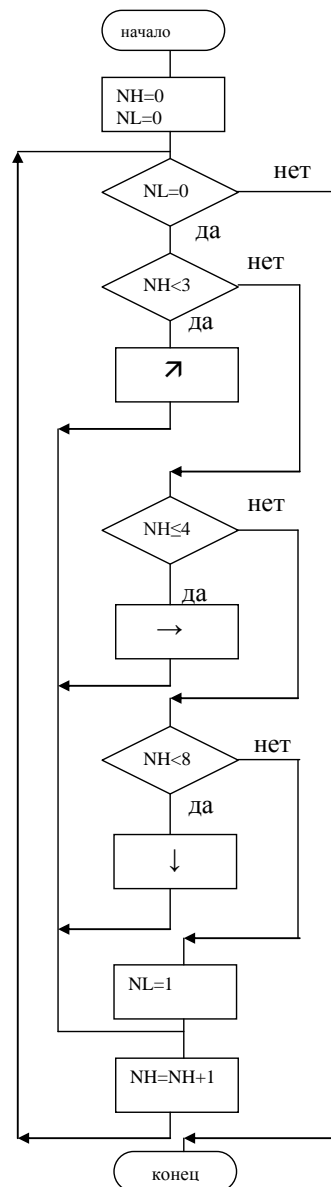 начало
NH=0
NL=0
NL=0
нет
да
NH<3
нет
да
↗
NH≤4
нет
да
→
NH<8
нет
да
↓
NL=1
NH=NH+1
конец